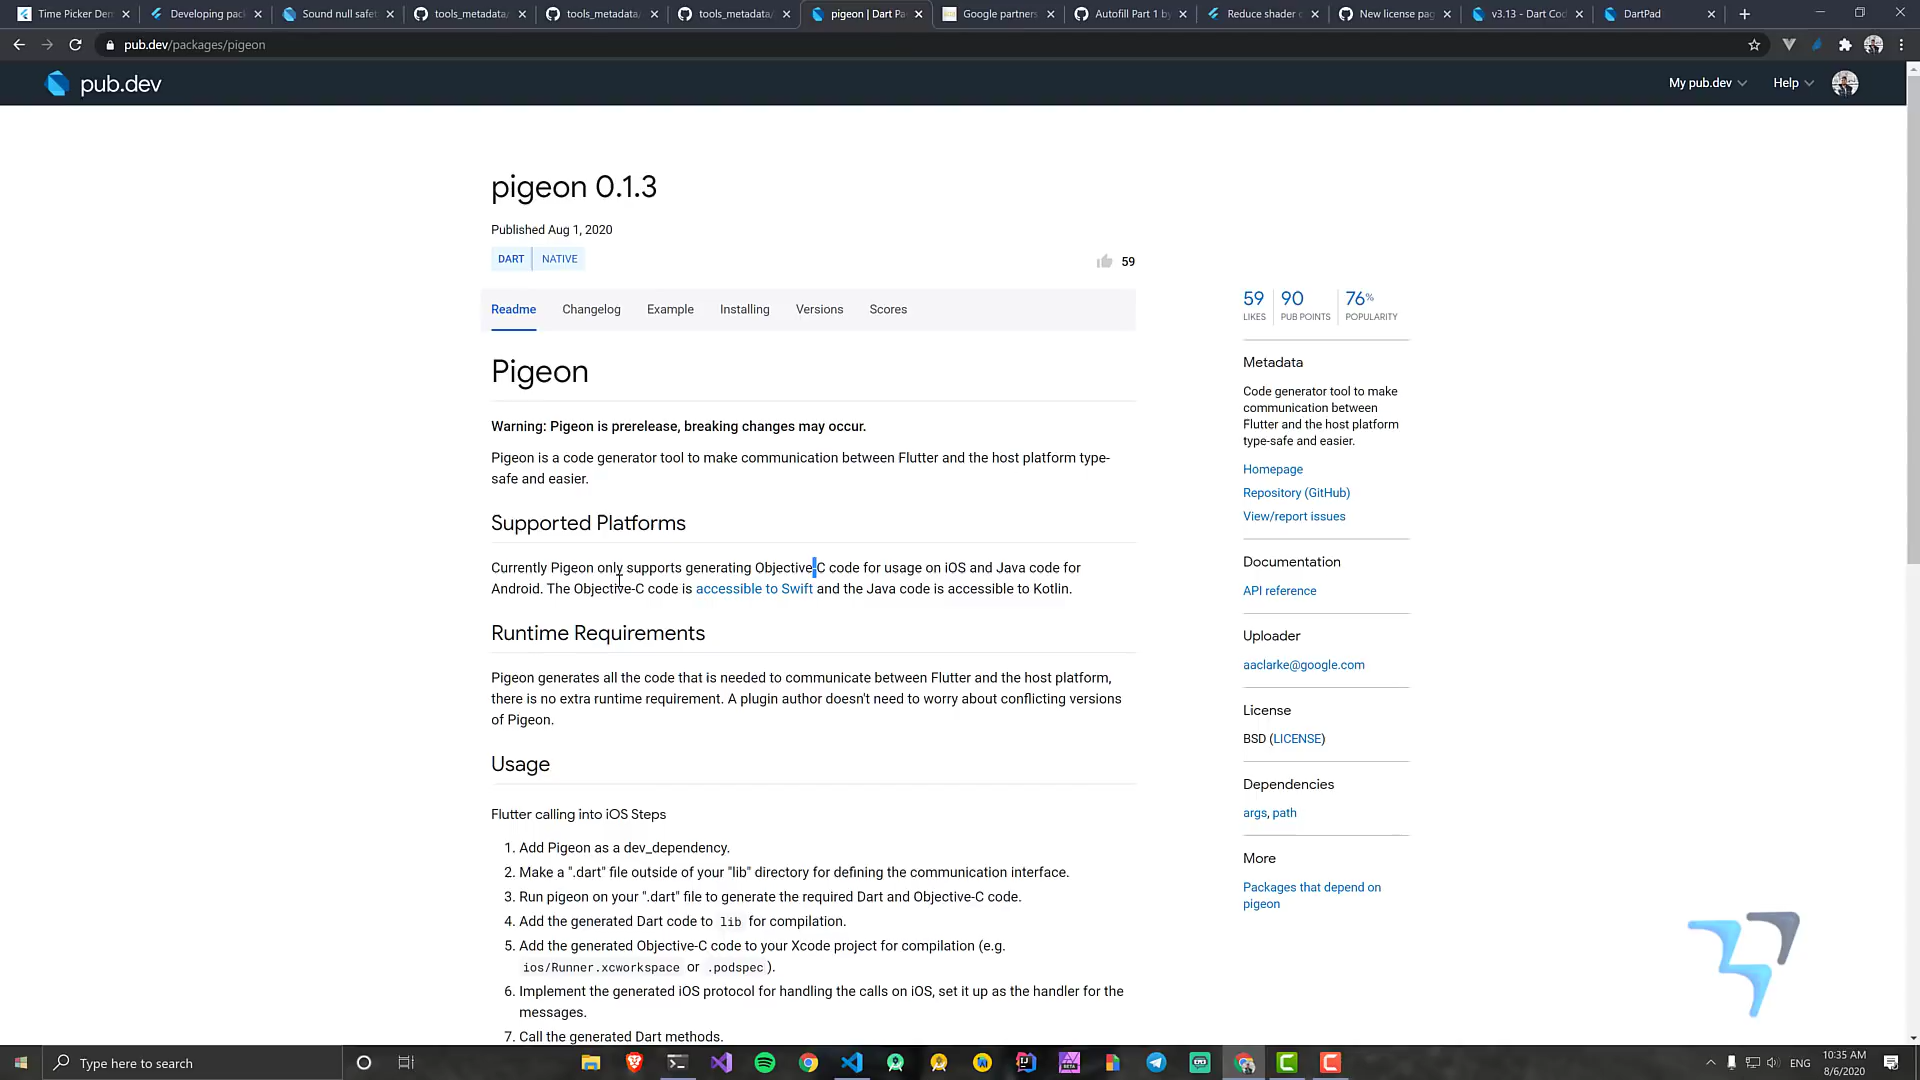 Time Picker Dem
Developing pac
Sound null safet
tools_metadata/
tools_metadata/
tools_metadata/
pigeon | Dart Pa
Google partners
Autofill Part 1 by
Reduce shader c
New license pag
v3.13 - Dart Cod
DartPad
pub.dev/packages/pigeon
pub.dev
My pub.dev
Help
pigeon 0.1.3
Published Aug 1, 2020
DART NATIVE
59
Readme Changelog Example Installing Versions Scores
Pigeon
Warning: Pigeon is prerelease, breaking changes may occur.
Pigeon is a code generator tool to make communication between Flutter and the host platform type-
safe and easier.
Supported Platforms
Currently Pigeon only supports generating Objective-C code for usage on iOS and Java code for
Android. The Objective-C code is accessible to Swift and the Java code is accessible to Kotlin.
Runtime Requirements
Pigeon generates all the code that is needed to communicate between Flutter and the host platform,
there is no extra runtime requirement. A plugin author doesn't need to worry about conflicting versions
of Pigeon.
Usage
Flutter calling into iOS Steps
1. Add Pigeon as a dev_dependency.
2. Make a ".dart" file outside of your "lib" directory for defining the communication interface.
3. Run pigeon on your ".dart" file to generate the required Dart and Objective-C code.
4. Add the generated Dart code to lib for compilation.
5. Add the generated Objective-C code to your Xcode project for compilation (e.g.
ios/Runner.xcworkspace or .podspec ).
6. Implement the generated iOS protocol for handling the calls on iOS, set it up as the handler for the
messages.
7. Call the generated Dart methods.
59 90 76%
LIKES PUB POINTS POPULARITY
Metadata
Code generator tool to make
communication between
Flutter and the host platform
type-safe and easier.
Homepage
Repository (GitHub)
View/report issues
Documentation
API reference
Uploader
aaclarke@google.com
License
BSD (LICENSE)
Dependencies
args, path
More
Packages that depend on
pigeon
Type here to search
ENG
10:35 AM
8/6/2020